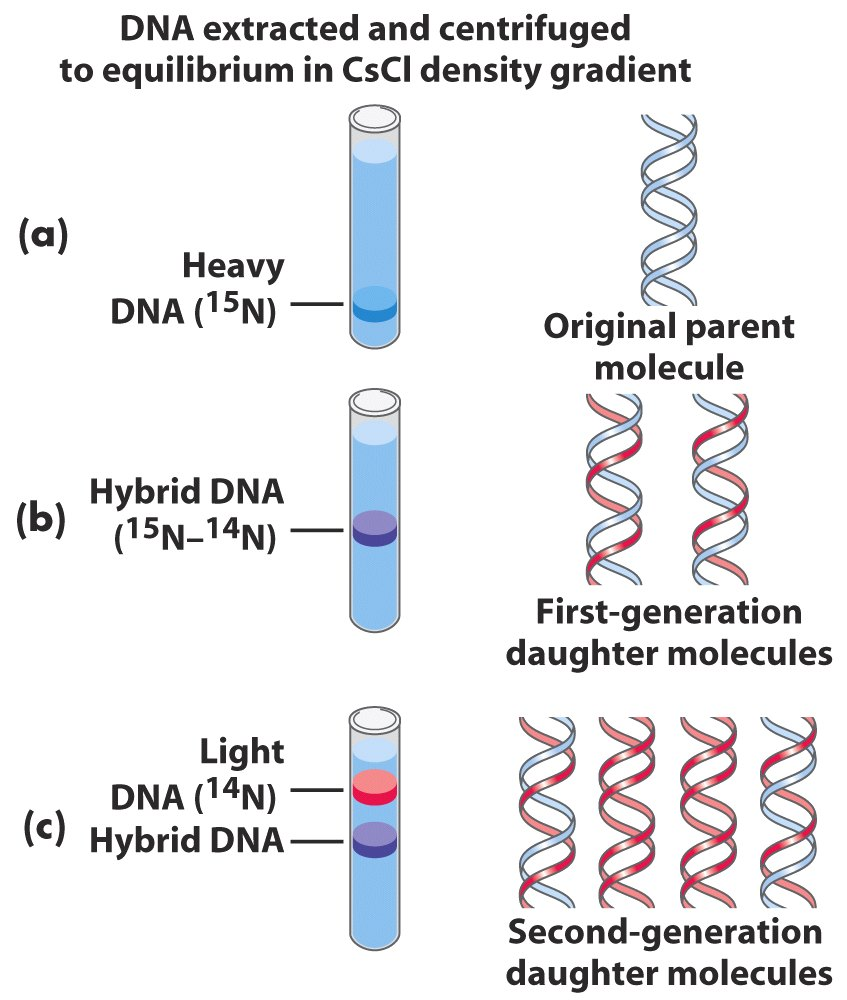 DNA extracted and centrifuged
to equilibrium in CsCl density gradient
(a)
Heavy
DNA (¹⁵N)
Original parent
molecule
(b)
Hybrid DNA
(¹⁵N–¹⁴N)
First-generation
daughter molecules
(c)
Light
DNA (¹⁴N)
Hybrid DNA
Second-generation
daughter molecules